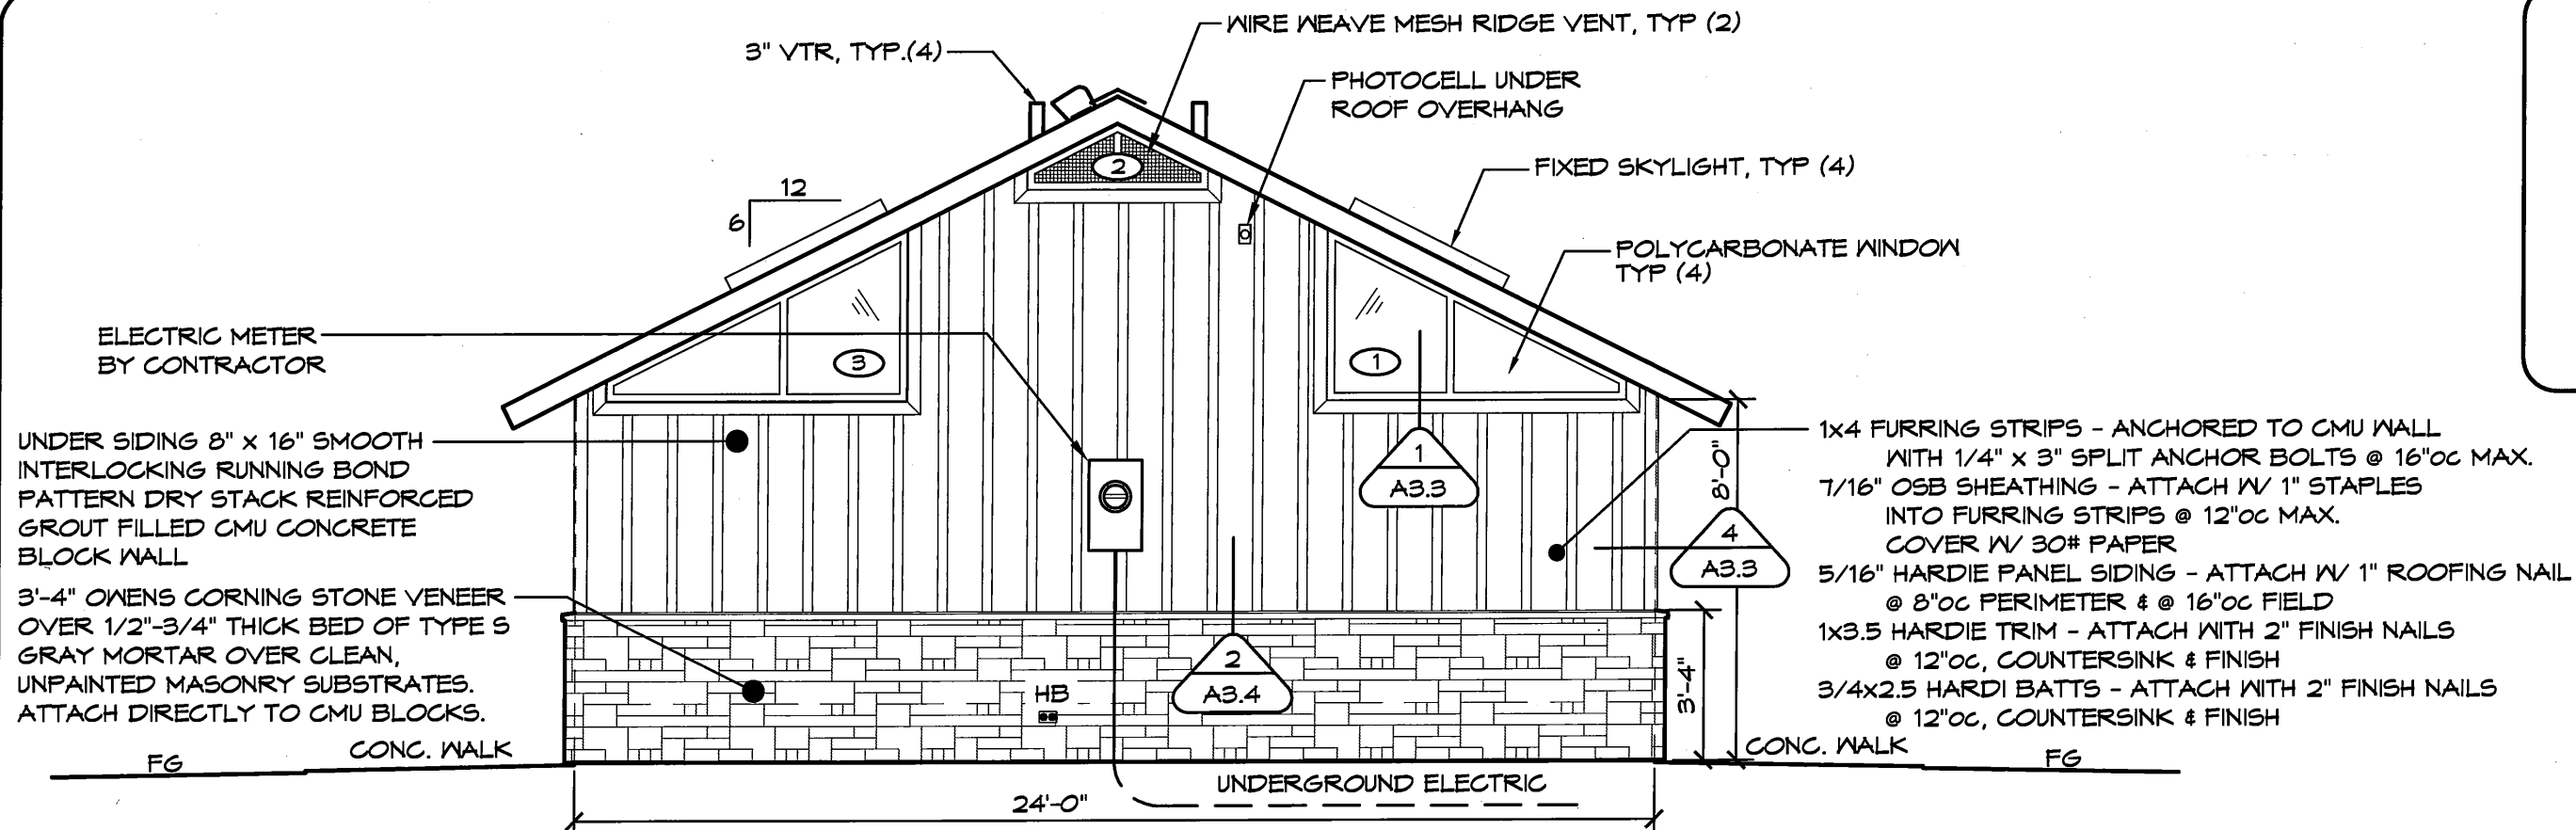 WIRE WEAVE MESH RIDGE VENT, TYP (2)
3" VTR, TYP.(4)
PHOTOCELL UNDER
ROOF OVERHANG
2
FIXED SKYLIGHT, TYP (4)
12
6
POLYCARBONATE WINDOW
TYP (4)
ELECTRIC METER
BY CONTRACTOR
3
1
UNDER SIDING 8" X 16" SMOOTH
INTERLOCKING RUNNING BOND
PATTERN DRY STACK REINFORCED
GROUT FILLED CMU CONCRETE
BLOCK WALL
3'-4" OWENS CORNING STONE VENEER
OVER 1/2"-3/4" THICK BED OF TYPE S
GRAY MORTAR OVER CLEAN,
UNPAINTED MASONRY SUBSTRATES.
ATTACH DIRECTLY TO CMU BLOCKS.
1
A3.3
8'-0"
4
A3.3
1x4 FURRING STRIPS - ANCHORED TO CMU WALL
WITH 1/4" X 3" SPLIT ANCHOR BOLTS @ 16"OC MAX.
7/16" OSB SHEATHING - ATTACH W/ 1" STAPLES
INTO FURRING STRIPS @ 12"OC MAX.
COVER W/ 30# PAPER
5/16" HARDIE PANEL SIDING - ATTACH W/ 1" ROOFING NAIL
@ 8"OC PERIMETER & @ 16"OC FIELD
1x3.5 HARDIE TRIM - ATTACH WITH 2" FINISH NAILS
@ 12"OC, COUNTERSINK & FINISH
3/4x2.5 HARDI BATTS - ATTACH WITH 2" FINISH NAILS
@ 12"OC, COUNTERSINK & FINISH
2
A3.4
HB
3'-4"
FG
CONC. WALK
CONC. WALK
FG
UNDERGROUND ELECTRIC
24'-0"